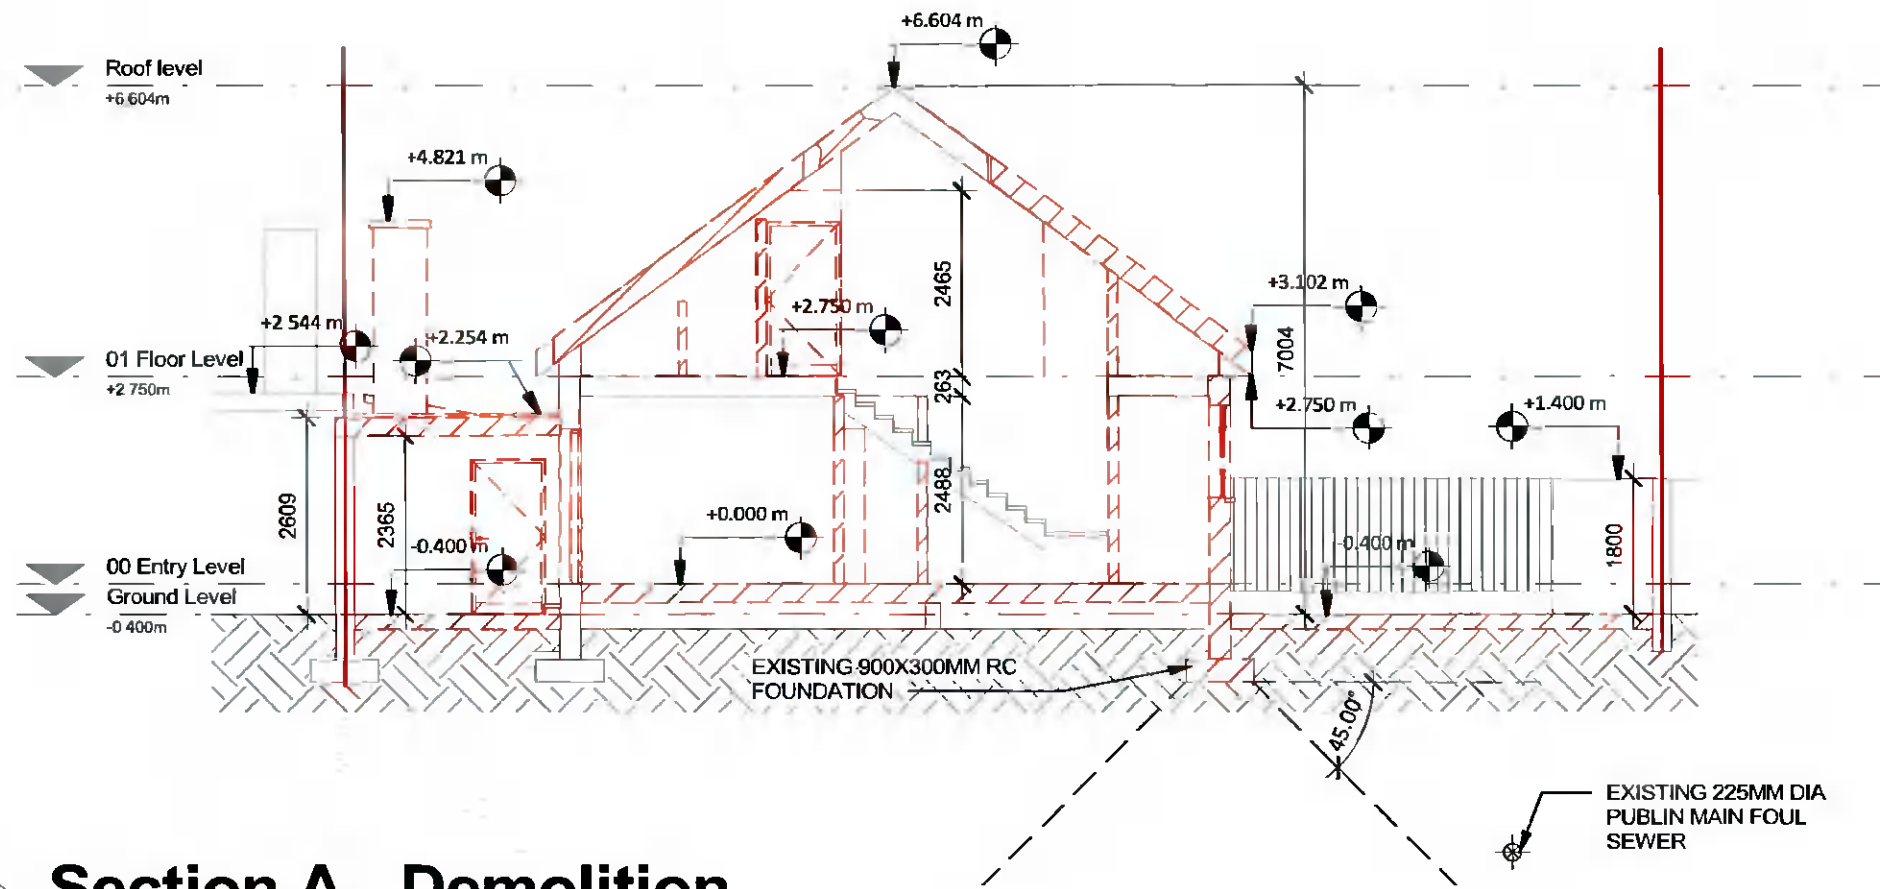 +6.604 m
Roof level
+6 604m
+4.821 m
+3.102 m
2465
+2.750 m
+2 544 m
+2.254 m
7004
01 Floor Level
+2 750m
263
+2.750 m
+1.400 m
2488
2609
2365
+0.000 m
-0.400 m
-0.400 m
1800
00 Entry Level
Ground Level
-0 400m
EXISTING 900X300MM RC
FOUNDATION
45.00°
EXISTING 225MM DIA
PUBLIN MAIN FOUL
SEWER
Section A Demolition